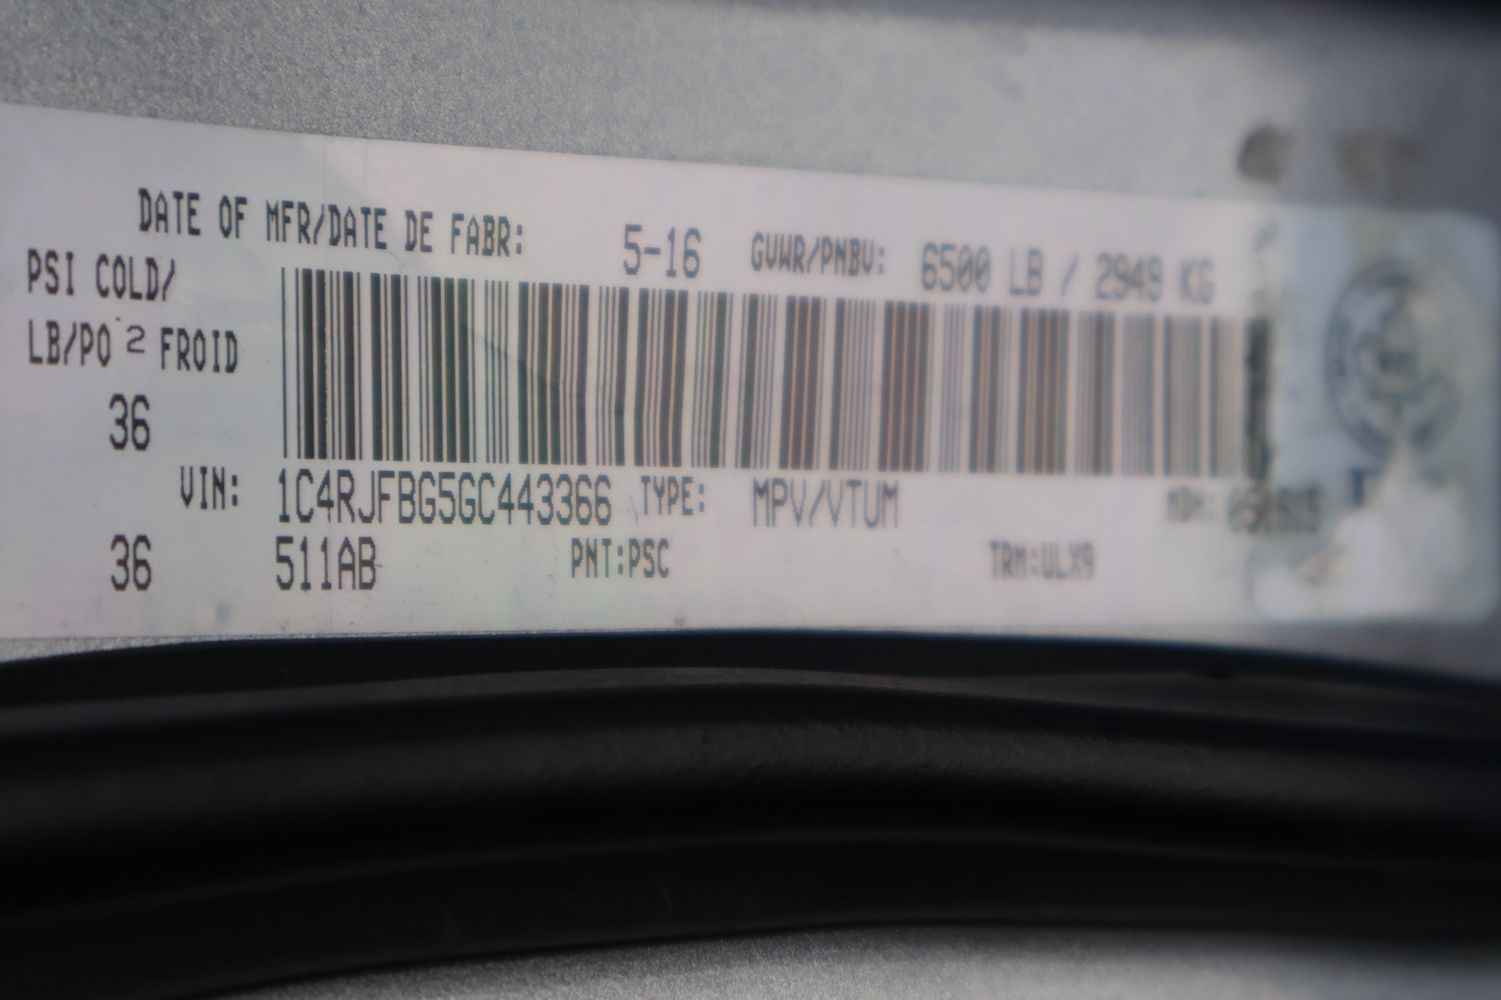 DATE OF MFR/DATE DE FABR: 5-16 GVWR/PNBV: 6500 LB / 2949 KG
PSI COLD/
LB/PO 2 FROID
36
VIN: 1C4RJFBG5GC443366 TYPE: MPV/VTUM
36 511AB PNT:PSC TRM:ULX9